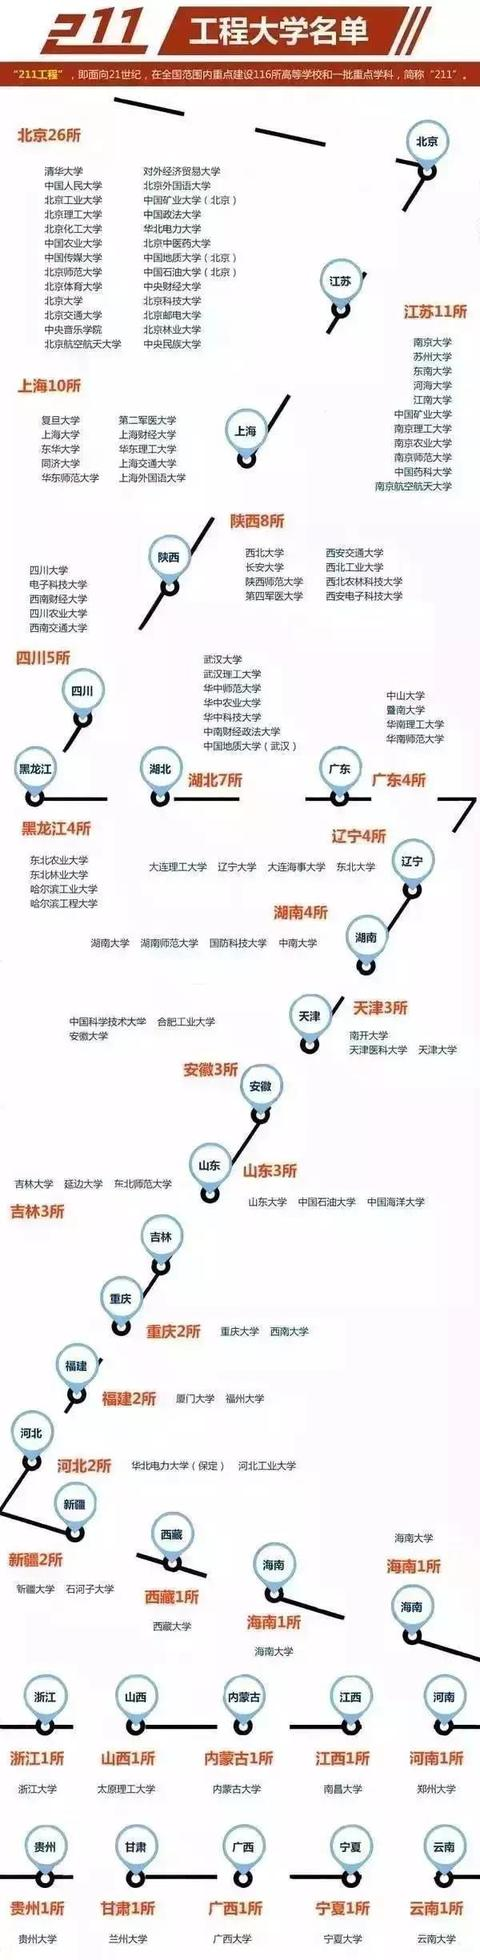 211 工程大学名单
“211工程”，即面向21世纪，在全国范围内重点建设116所高等学校和一批重点学科，简称“211”。
北京26所
北京
清华大学 对外经济贸易大学
中国人民大学 北京外国语大学
北京工业大学 中国矿业大学（北京）
北京理工大学 中国政法大学
北京化工大学 华北电力大学
中国农业大学 北京中医药大学
中国传媒大学 中国地质大学（北京）
北京师范大学 中国石油大学（北京）
北京体育大学 中央财经大学
北京大学 北京科技大学
北京交通大学 北京邮电大学
中央音乐学院 北京林业大学
北京航空航天大学 中央民族大学
江苏
江苏11所
南京大学
苏州大学
东南大学
河海大学
江南大学
中国矿业大学
南京理工大学
南京农业大学
南京师范大学
中国药科大学
南京航空航天大学
上海10所
上海
复旦大学 第二军医大学
上海大学 上海财经大学
东华大学 华东理工大学
同济大学 上海交通大学
华东师范大学 上海外国语大学
陕西8所
陕西
西北大学 西安交通大学
长安大学 西北工业大学
陕西师范大学 西北农林科技大学
第四军医大学 西安电子科技大学
四川大学
电子科技大学
西南财经大学
四川农业大学
西南交通大学
四川5所
四川
武汉大学
武汉理工大学
华中师范大学
华中农业大学
华中科技大学
中南财经政法大学
中国地质大学（武汉）
中山大学
暨南大学
华南理工大学
华南师范大学
黑龙江
湖北
湖北7所
广东
广东4所
黑龙江4所
东北农业大学
东北林业大学
哈尔滨工业大学
哈尔滨工程大学
辽宁4所
辽宁
大连理工大学 辽宁大学 大连海事大学 东北大学
湖南4所
湖南
湖南大学 湖南师范大学 国防科技大学 中南大学
天津
天津3所
南开大学
天津医科大学 天津大学
中国科学技术大学 合肥工业大学
安徽大学
安徽3所
安徽
山东
山东3所
山东大学 中国石油大学 中国海洋大学
吉林大学 延边大学 东北师范大学
吉林3所
吉林
重庆
重庆2所
重庆大学 西南大学
福建
福建2所
厦门大学 福州大学
河北
河北2所
华北电力大学（保定） 河北工业大学
新疆
新疆2所
新疆大学 石河子大学
西藏
西藏1所
西藏大学
海南
海南1所
海南大学
海南大学
海南1所
海南
浙江 山西 内蒙古 江西 河南
浙江1所 山西1所 内蒙古1所 江西1所 河南1所
浙江大学 太原理工大学 内蒙古大学 南昌大学 郑州大学
贵州 甘肃 广西 宁夏 云南
贵州1所 甘肃1所 广西1所 宁夏1所 云南1所
贵州大学 兰州大学 广西大学 宁夏大学 云南大学